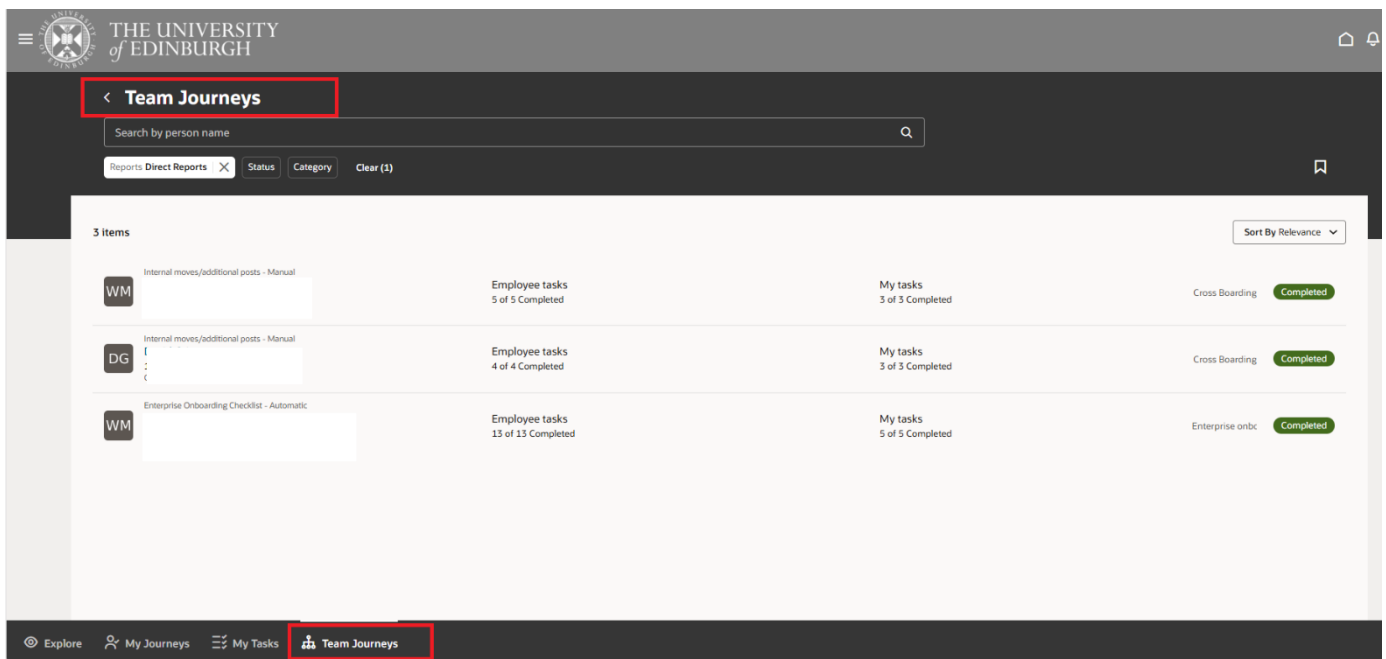 THE UNIVERSITY
of EDINBURGH
Team Journeys
Search by person name
Reports Direct Reports Status Category Clear (1)
3 items
Sort By Relevance
Internal moves/additional posts - Manual
WM
Employee tasks
5 of 5 Completed
My tasks
3 of 3 Completed
Cross Boarding
Completed
Internal moves/additional posts - Manual
DG
Employee tasks
4 of 4 Completed
My tasks
3 of 3 Completed
Cross Boarding
Completed
Enterprise Onboarding Checklist - Automatic
WM
Employee tasks
13 of 13 Completed
My tasks
5 of 5 Completed
Enterprise onbc
Completed
Explore My Journeys My Tasks Team Journeys